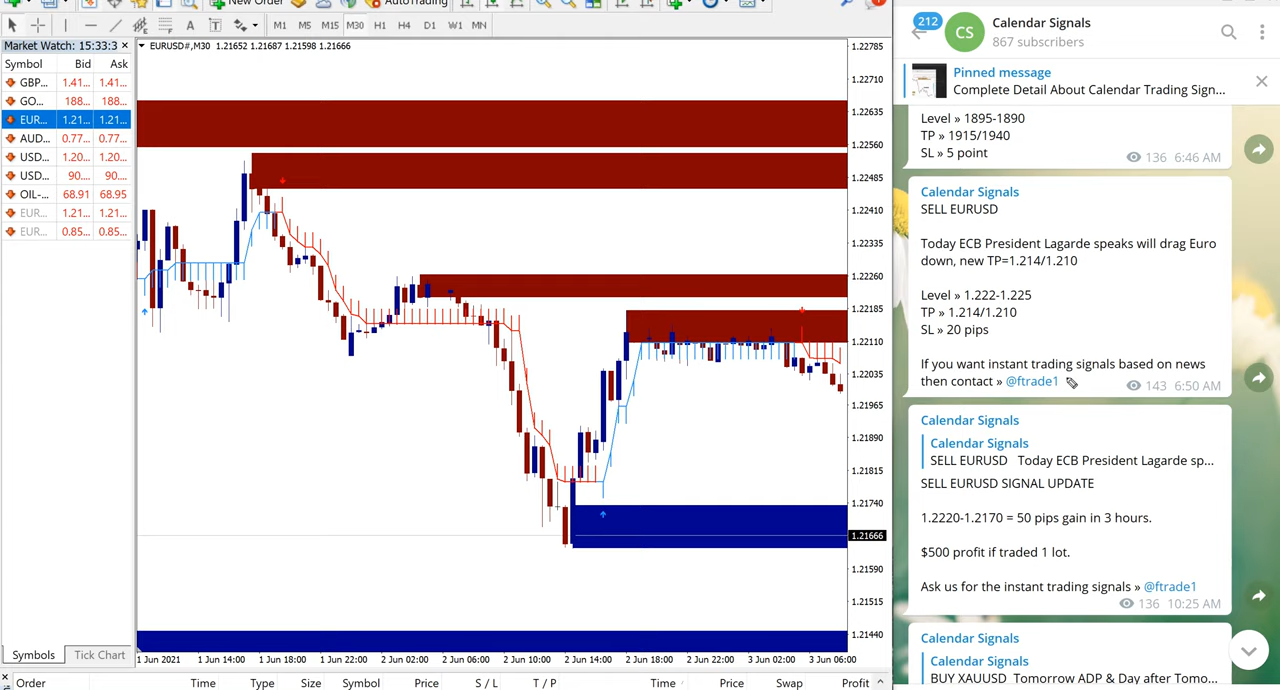 New Order
AutoTrading
M1 M5 M15 M30 H1 H4 D1 W1 MN
Market Watch: 15:33:3
Symbol Bid Ask
GBP... 1.41... 1.41...
GO... 188... 188...
EUR... 1.21... 1.21...
AUD... 0.77... 0.77...
USD... 1.20... 1.20...
USD... 90.... 90....
OIL-... 68.91 68.95
EUR... 1.21... 1.21...
EUR... 0.85... 0.85...
Symbols Tick Chart
EURUSD#,M30 1.21652 1.21687 1.21598 1.21666
1.22785
1.22710
1.22635
1.22560
1.22485
1.22410
1.22335
1.22260
1.22185
1.22110
1.22035
1.21965
1.21890
1.21815
1.21740
1.21666
1.21590
1.21515
1.21440
1 Jun 2021 1 Jun 14:00 1 Jun 18:00 1 Jun 22:00 2 Jun 02:00 2 Jun 06:00 2 Jun 10:00 2 Jun 14:00 2 Jun 18:00 2 Jun 22:00 3 Jun 02:00 3 Jun 06:00
Order Time Type Size Symbol Price S / L T / P Time Price Swap Profit
212
CS
Calendar Signals
867 subscribers
Pinned message
Complete Detail About Calendar Trading Sign...
Level » 1895-1890
TP » 1915/1940
SL » 5 point
136 6:46 AM
Calendar Signals
SELL EURUSD
Today ECB President Lagarde speaks will drag Euro
down, new TP=1.214/1.210
Level » 1.222-1.225
TP » 1.214/1.210
SL » 20 pips
If you want instant trading signals based on news
then contact » @ftrade1
143 6:50 AM
Calendar Signals
Calendar Signals
SELL EURUSD Today ECB President Lagarde sp...
SELL EURUSD SIGNAL UPDATE
1.2220-1.2170 = 50 pips gain in 3 hours.
$500 profit if traded 1 lot.
Ask us for the instant trading signals » @ftrade1
136 10:25 AM
Calendar Signals
Calendar Signals
BUY XAUUSD Tomorrow ADP & Day after Tomo...